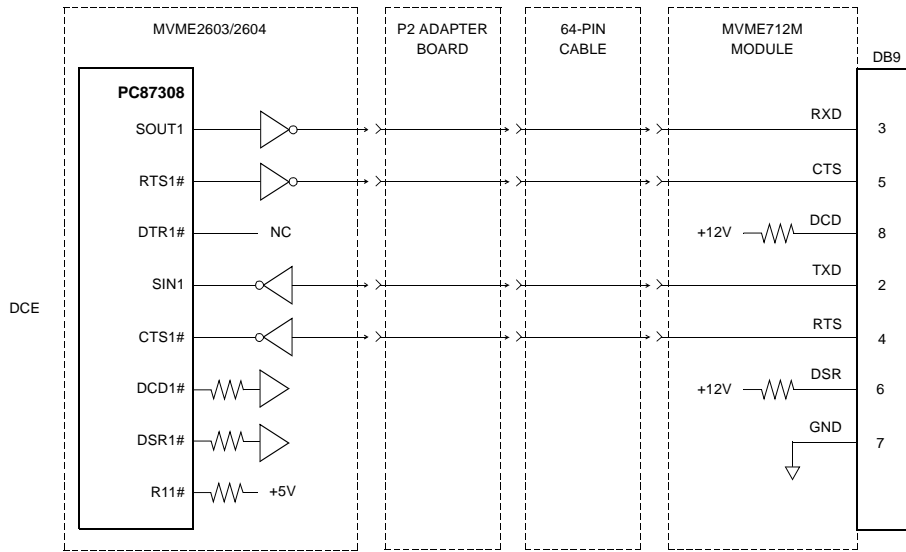 MVME2603/2604
P2 ADAPTER
BOARD
64-PIN
CABLE
MVME712M
MODULE
DB9
PC87308
SOUT1
RXD
3
RTS1#
CTS
5
DTR1#
NC
+12V
DCD
8
SIN1
TXD
2
DCE
CTS1#
RTS
4
DCD1#
+12V
DSR
6
DSR1#
GND
7
R11#
+5V